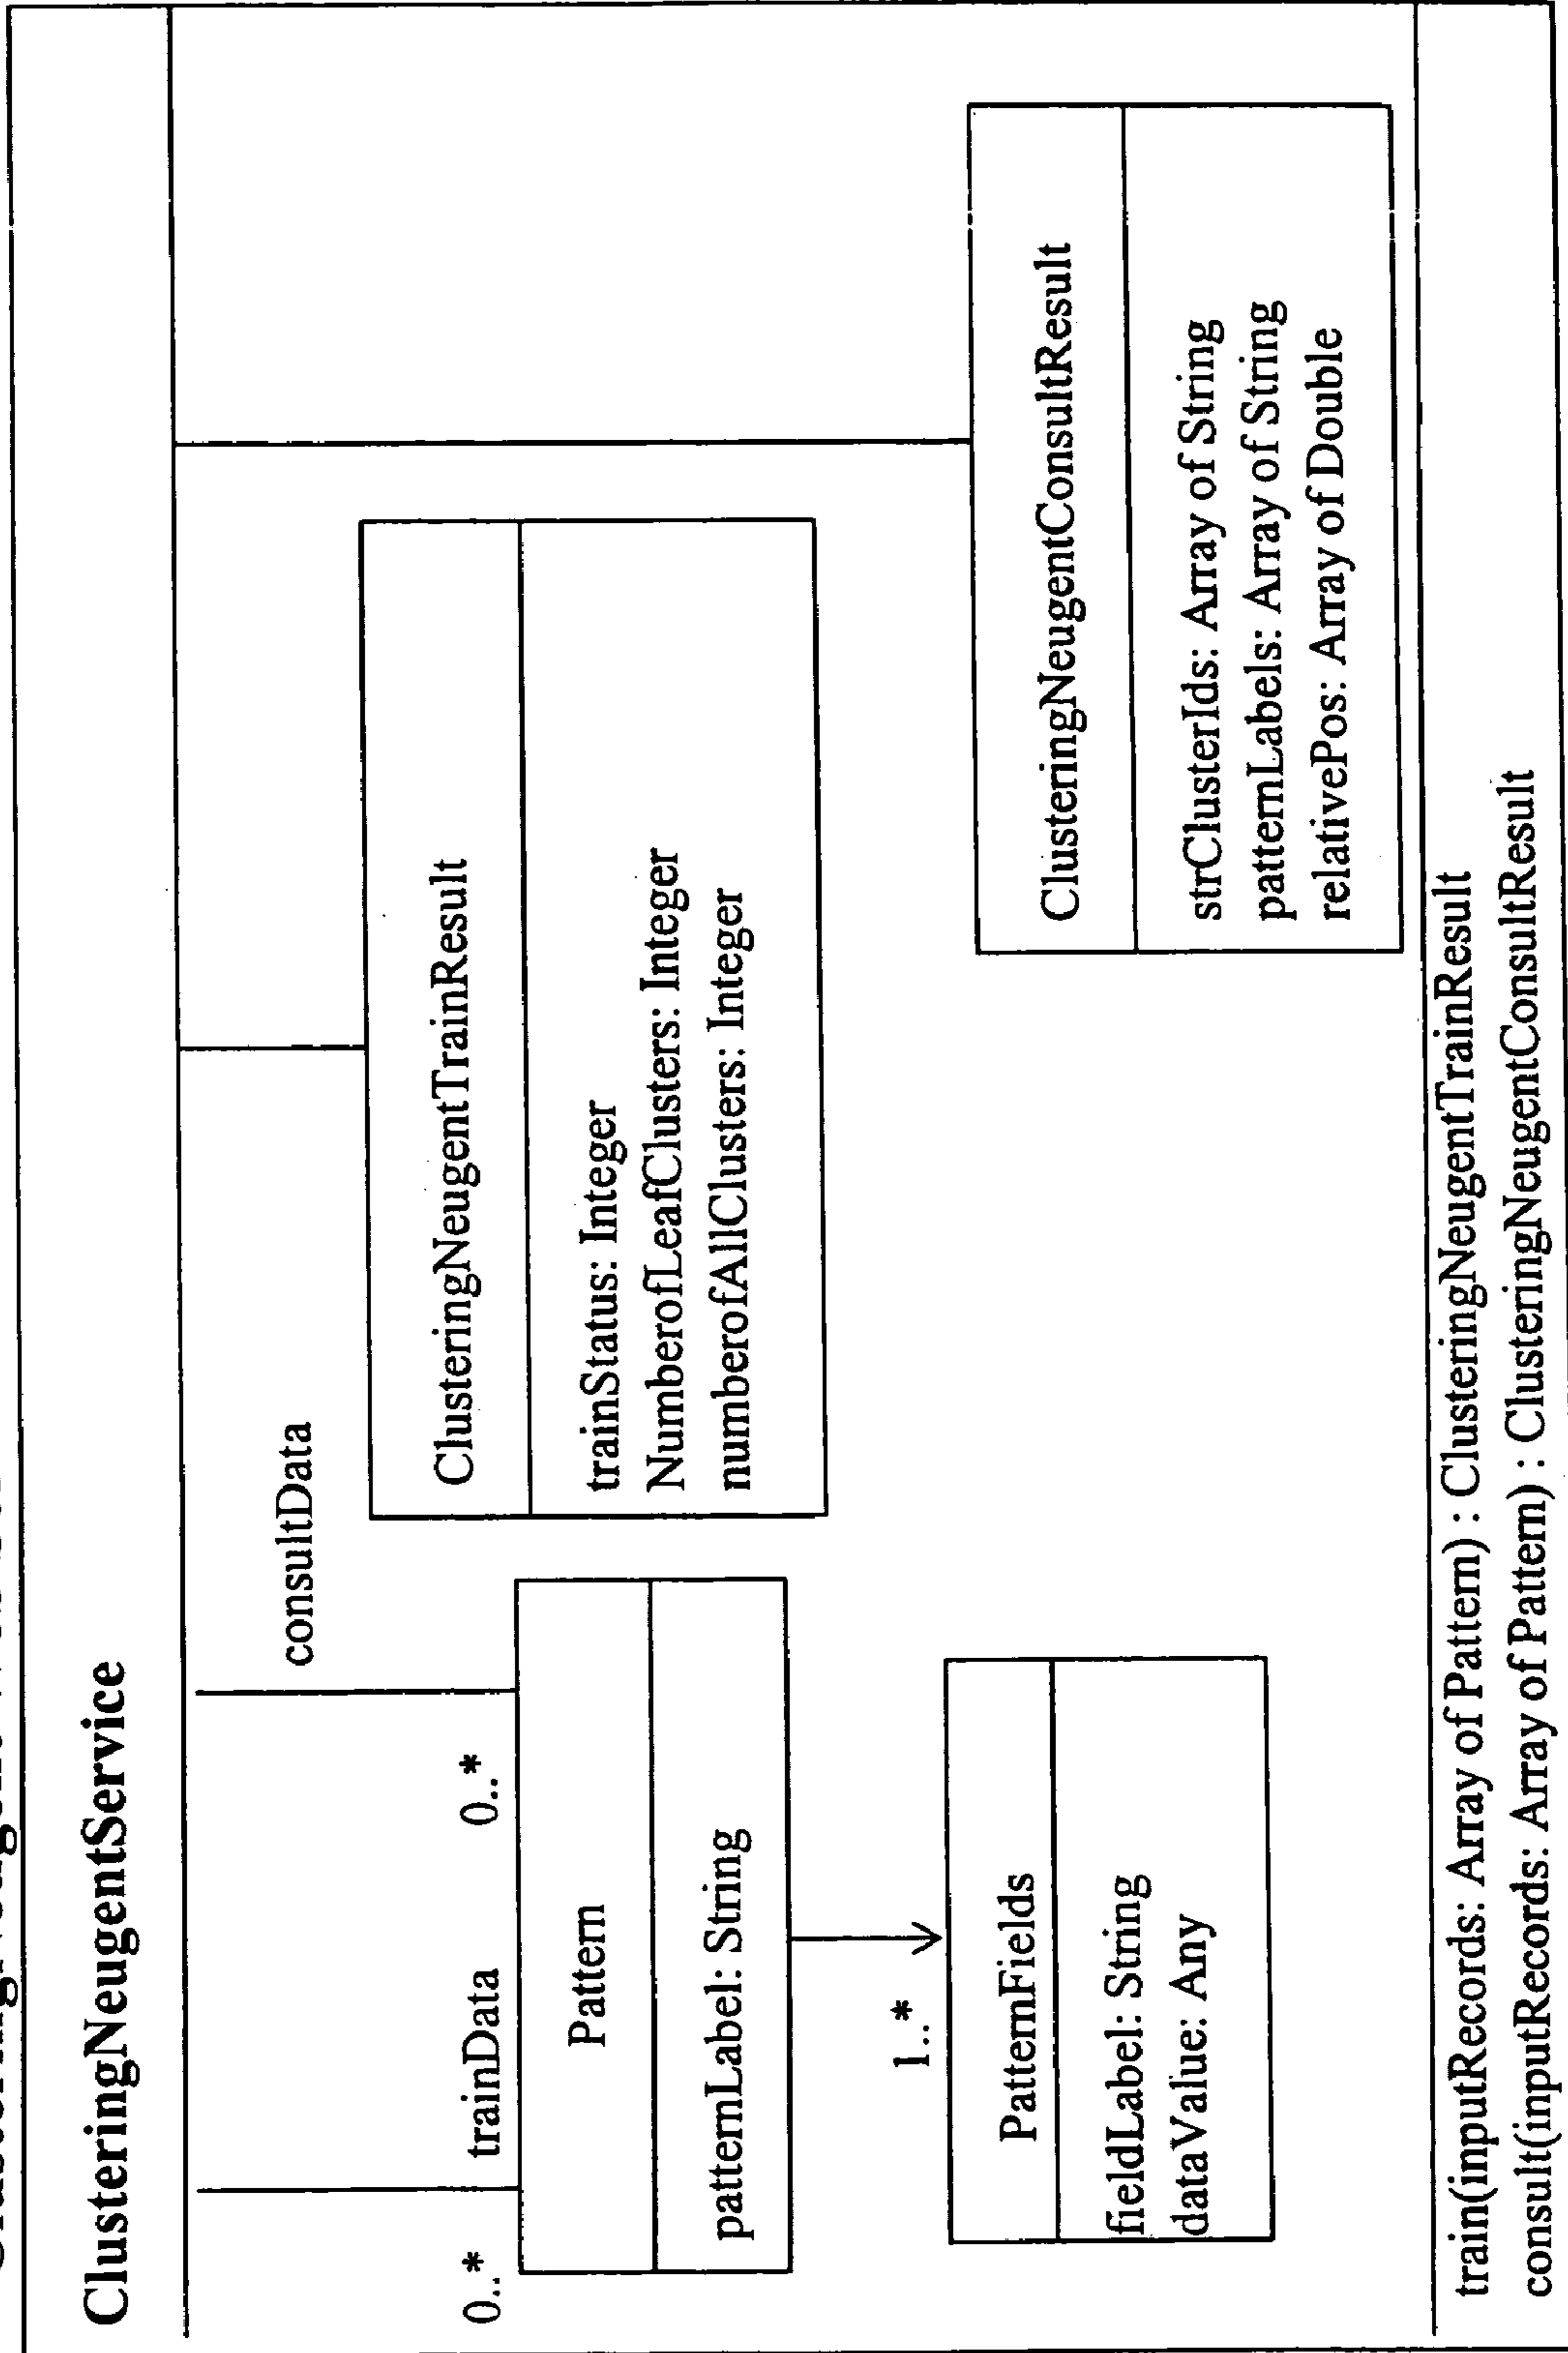 ClusteringNeugentService
consultData
trainData
0..*
0..*
Pattern
patternLabel: String
1..*
PatternFields
fieldLabel: String
dataValue: Any
ClusteringNeugentTrainResult
trainStatus: Integer
NumberofLeafClusters: Integer
numberofAllClusters: Integer
ClusteringNeugentConsultResult
strClusterIds: Array of String
patternLabels: Array of String
relativePos: Array of Double
train(inputRecords: Array of Pattern) : ClusteringNeugentTrainResult
consult(inputRecords: Array of Pattern) : ClusteringNeugentConsultResult